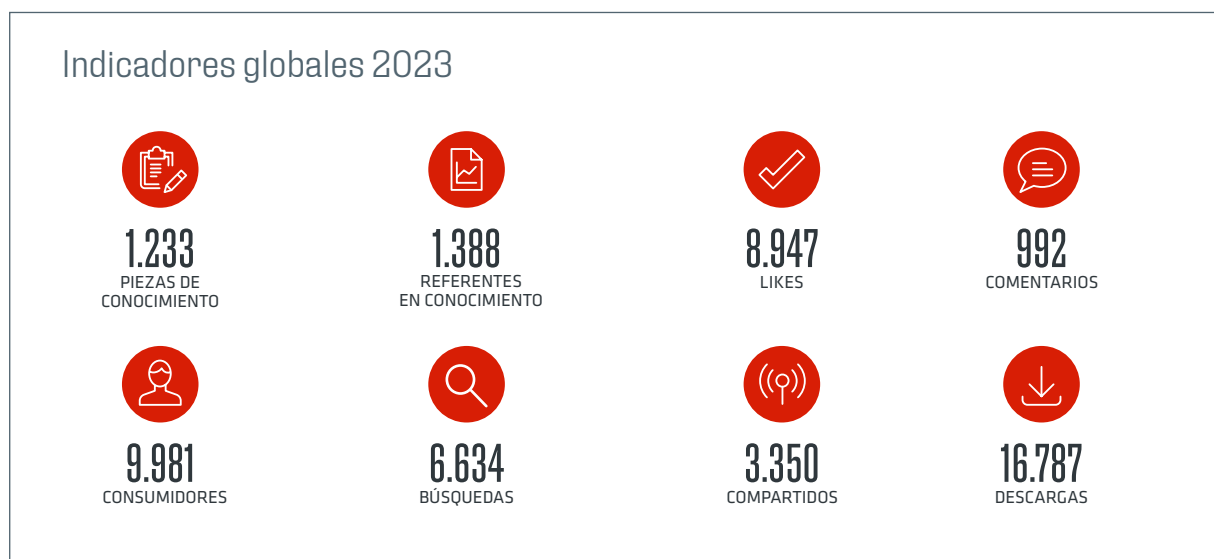 Indicadores globales 2023
1.233
PIEZAS DE
CONOCIMIENTO
1.388
REFERENTES
EN CONOCIMIENTO
8.947
LIKES
992
COMENTARIOS
9.981
CONSUMIDORES
6.634
BÚSQUEDAS
3.350
COMPARTIDOS
16.787
DESCARGAS